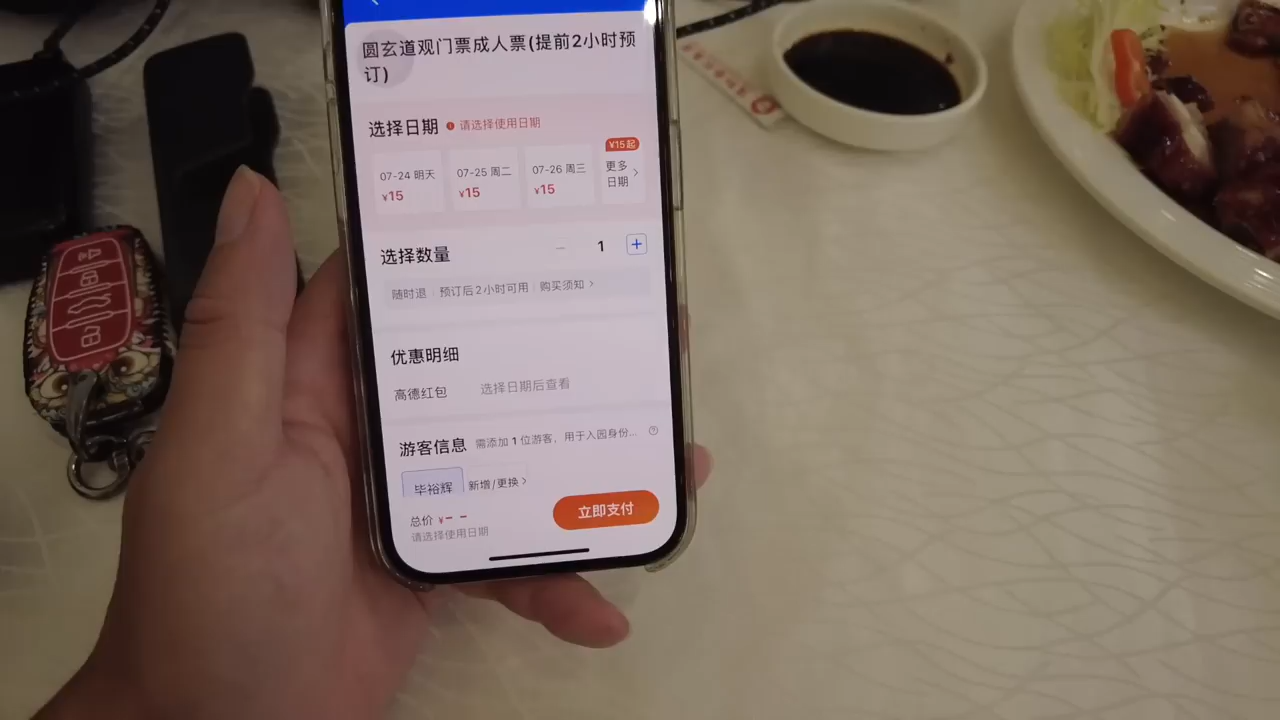 圆玄道观门票成人票(提前2小时预
订)
选择日期 请选择使用日期
¥15起
07-24 明天 07-25 周二 07-26 周三 更多
¥15 ¥15 ¥15 日期
选择数量 1
随时退 预订后2小时可用 购买须知
优惠明细
高德红包 选择日期后查看
游客信息 需添加 1 位游客，用于入园身份...
毕裕辉 新增/更换
总价 ¥-- 立即支付
请选择使用日期